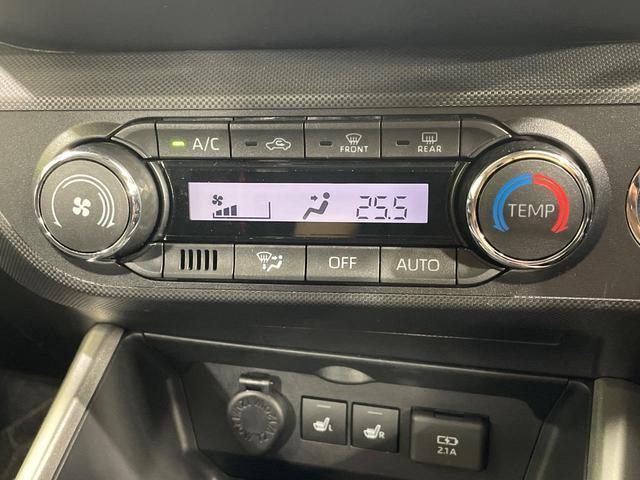 A/C
FRONT
REAR
25.5
TEMP
OFF
AUTO
L
R
2.1A